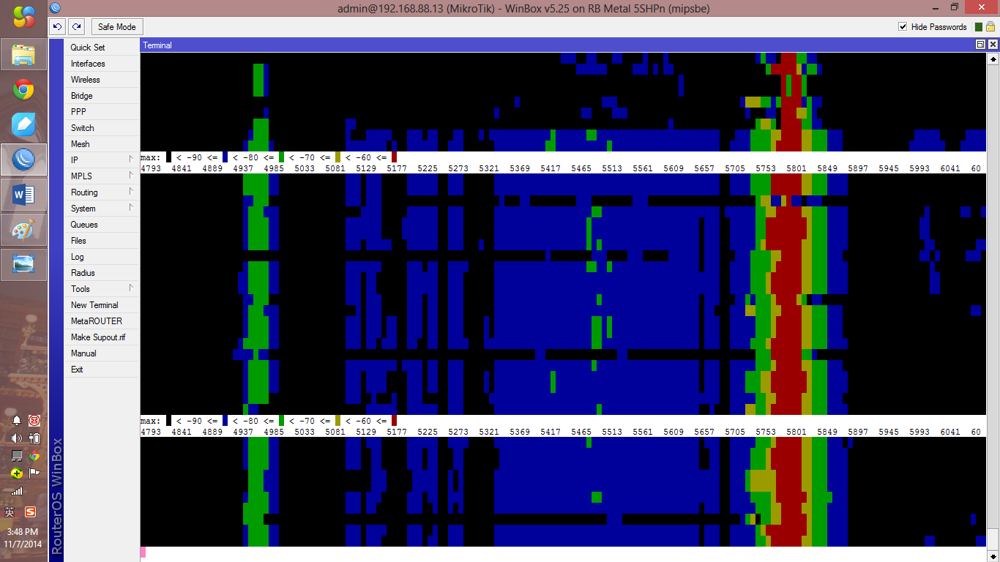 admin@192.168.88.13 (MikroTik) - WinBox v5.25 on RB Metal 5SHPn (mipsbe)
Safe Mode
Hide Passwords
Quick Set
Interfaces
Wireless
Bridge
PPP
Switch
Mesh
IP
MPLS
Routing
System
Queues
Files
Log
Radius
Tools
New Terminal
MetaROUTER
Make Supout.rif
Manual
Exit
RouterOS WinBox
Terminal
max: < -90 <= < -80 <= < -70 <= < -60 <=
4793 4841 4889 4937 4985 5033 5081 5129 5177 5225 5273 5321 5369 5417 5465 5513 5561 5609 5657 5705 5753 5801 5849 5897 5945 5993 6041 60
max: < -90 <= < -80 <= < -70 <= < -60 <=
4793 4841 4889 4937 4985 5033 5081 5129 5177 5225 5273 5321 5369 5417 5465 5513 5561 5609 5657 5705 5753 5801 5849 5897 5945 5993 6041 60
英
S
3:48 PM
11/7/2014